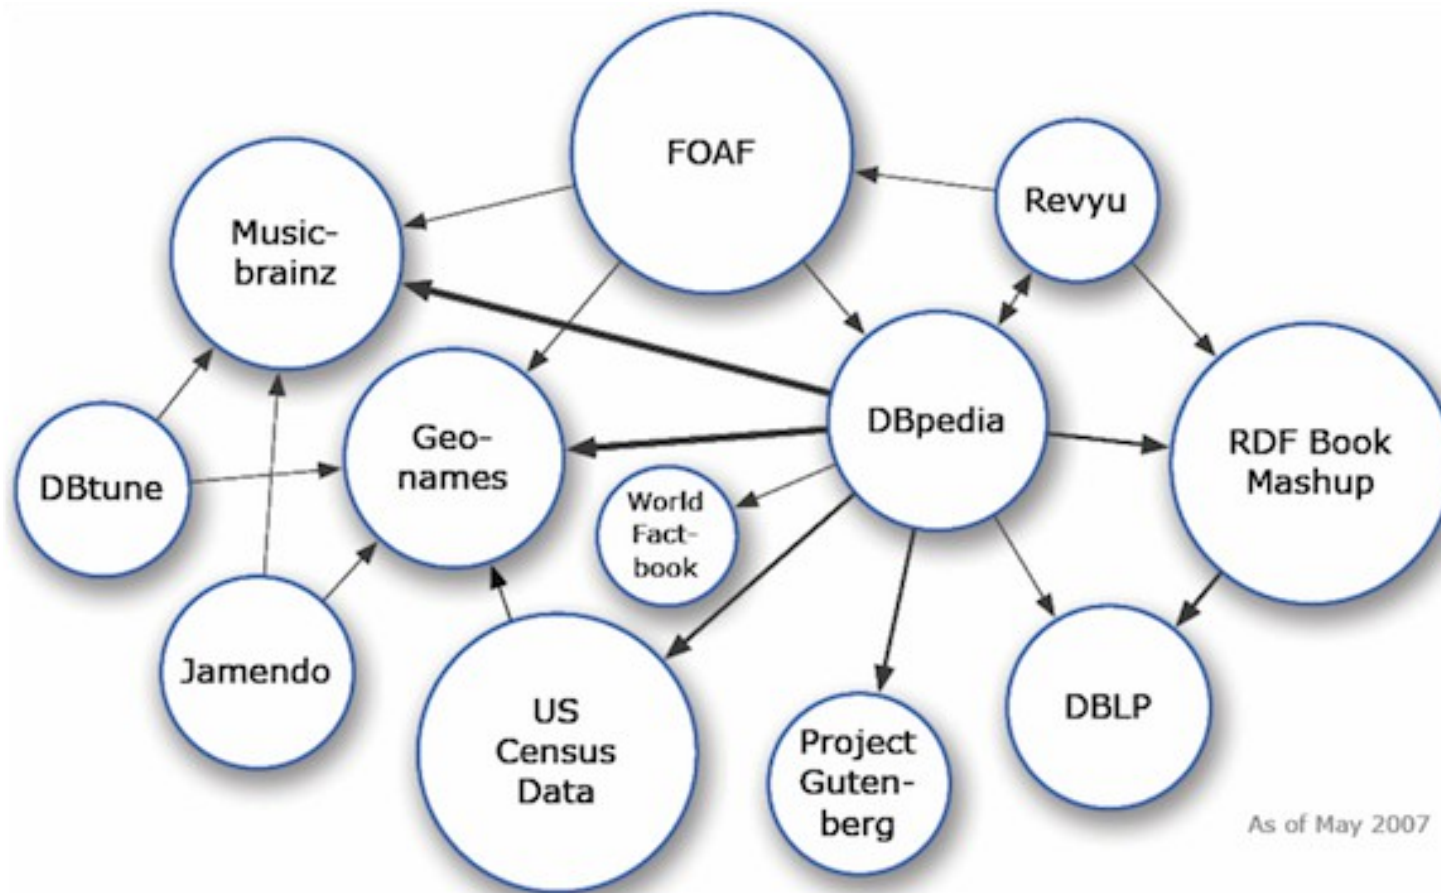 FOAF
Revyu
Music-
brainz
DBpedia
Geo-
names
RDF Book
Mashup
DBtune
World
Fact-
book
Jamendo
US
Census
Data
DBLP
Project
Guten-
berg
As of May 2007